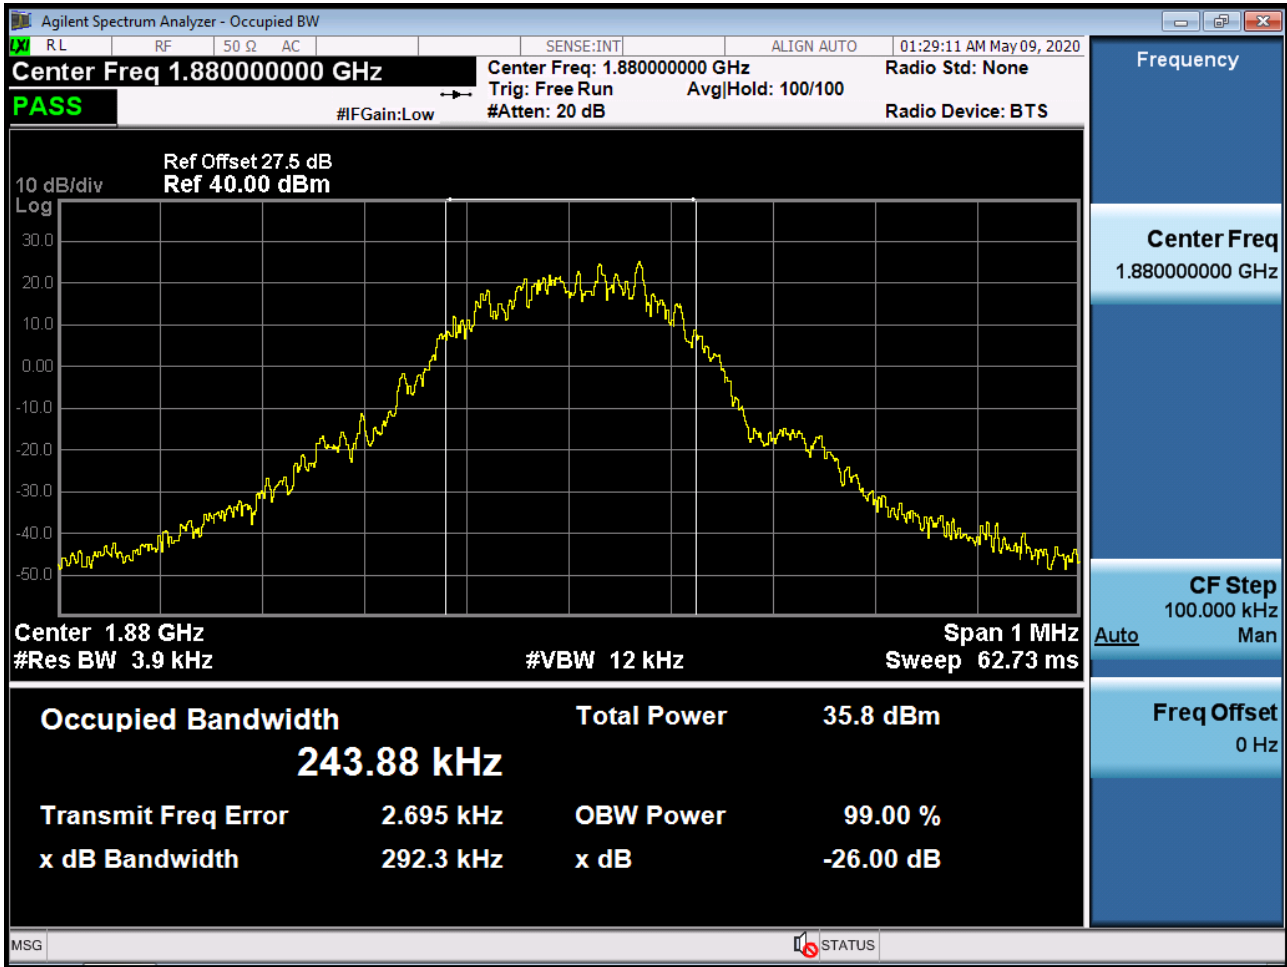 Agilent Spectrum Analyzer - Occupied BW
LXI RL RF 50 Ω AC SENSE:INT ALIGN AUTO 01:29:11 AM May 09, 2020
Center Freq 1.880000000 GHz
Center Freq: 1.880000000 GHz
Radio Std: None
Trig: Free Run Avg|Hold: 100/100
PASS
#IFGain:Low
#Atten: 20 dB
Radio Device: BTS
Ref Offset 27.5 dB
10 dB/div Ref 40.00 dBm
Log
30.0
20.0
10.0
0.00
-10.0
-20.0
-30.0
-40.0
-50.0
Center 1.88 GHz Span 1 MHz
#Res BW 3.9 kHz #VBW 12 kHz Sweep 62.73 ms
Occupied Bandwidth
243.88 kHz
Total Power 35.8 dBm
Transmit Freq Error 2.695 kHz OBW Power 99.00 %
x dB Bandwidth 292.3 kHz x dB -26.00 dB
MSG STATUS
Frequency
Center Freq
1.880000000 GHz
CF Step
100.000 kHz
Auto Man
Freq Offset
0 Hz